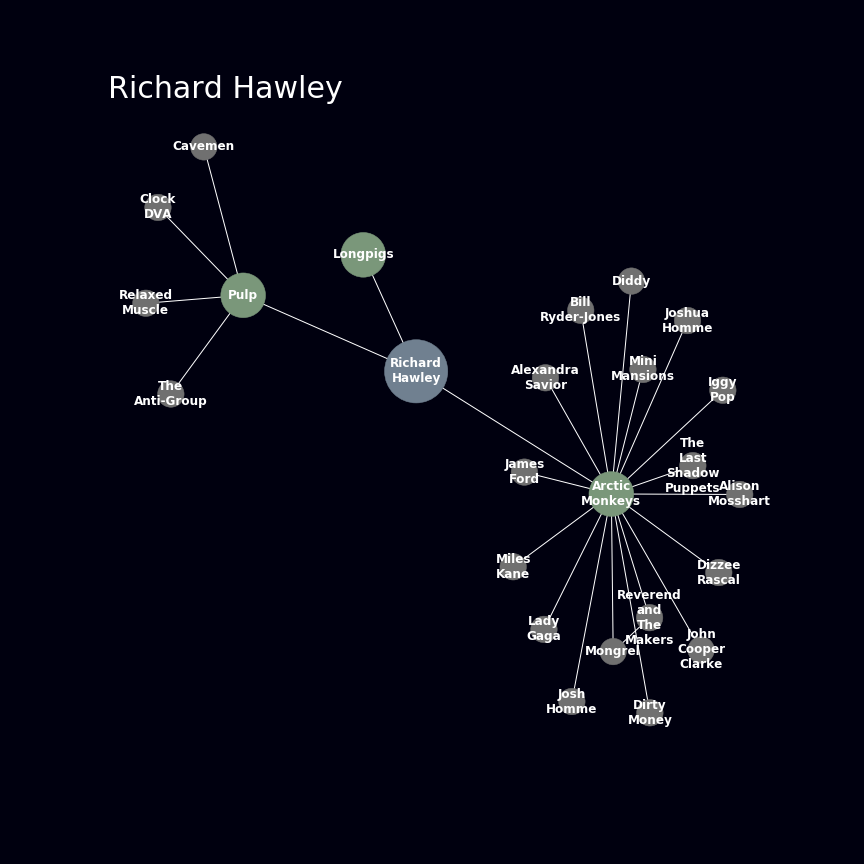 Richard Hawley
Cavemen
Clock
DVA
Longpigs
Pulp
Relaxed
Muscle
The
Anti-Group
Richard
Hawley
Diddy
Bill
Ryder-Jones
Joshua
Homme
Mini
Mansions
Alexandra
Savior
Iggy
Pop
The
Last
Shadow
Puppets
James
Ford
Arctic
Monkeys
Alison
Mosshart
Miles
Kane
Dizzee
Rascal
Reverend
and
The
Makers
Lady
Gaga
Mongrel
John
Cooper
Clarke
Josh
Homme
Dirty
Money